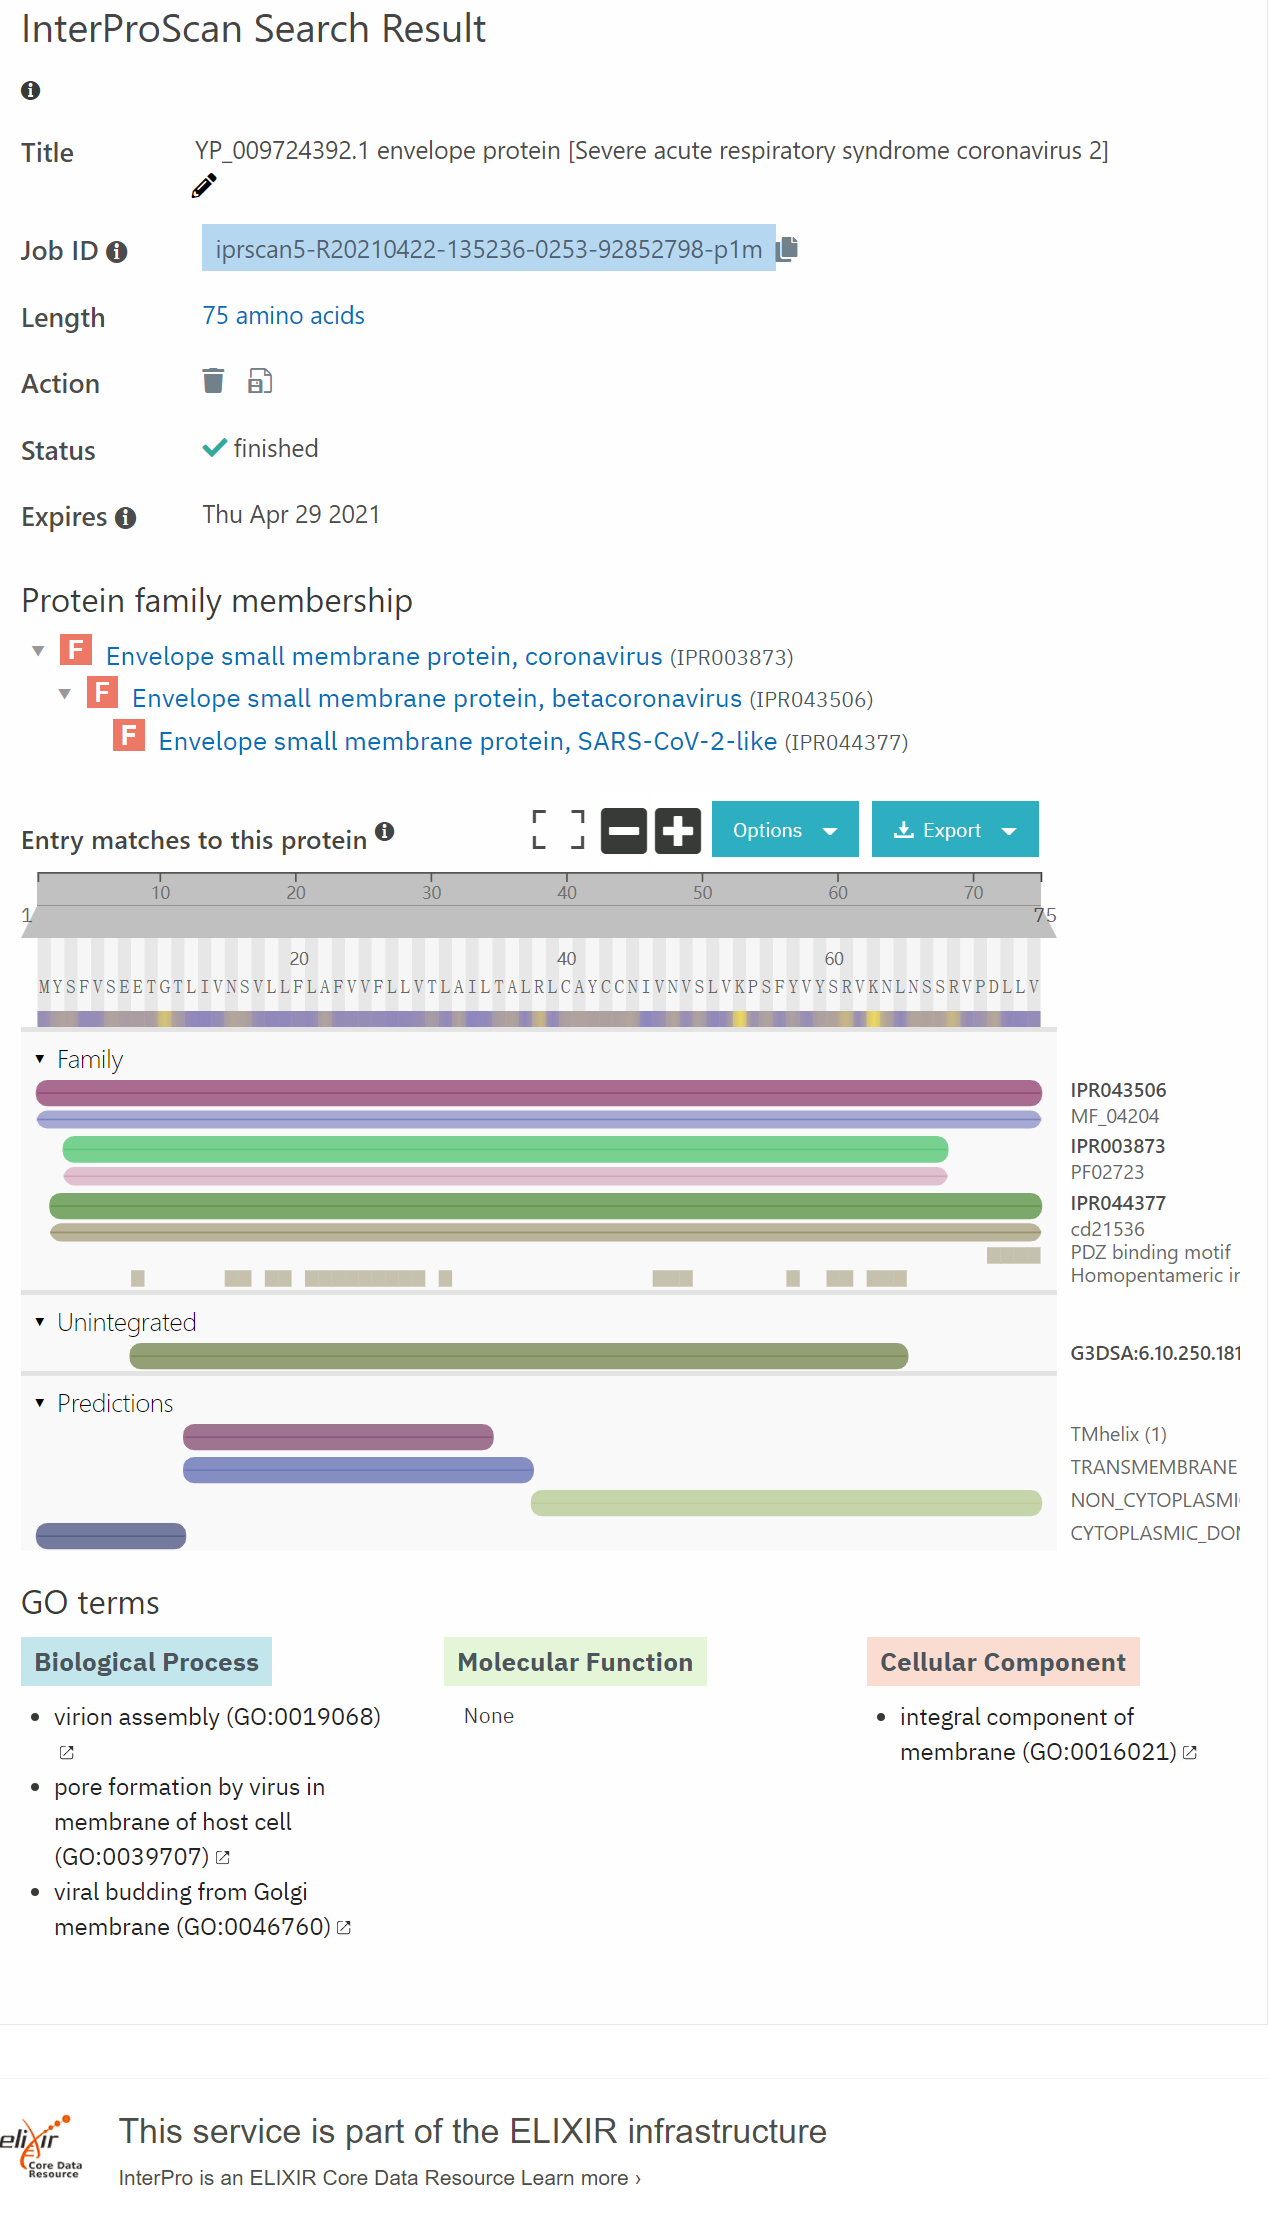 InterProScan Search Result
Title YP_009724392.1 envelope protein [Severe acute respiratory syndrome coronavirus 2]
Job ID iprscan5-R20210422-135236-0253-92852798-p1m
Length 75 amino acids
Action
Status finished
Expires Thu Apr 29 2021
Protein family membership
F Envelope small membrane protein, coronavirus (IPR003873)
F Envelope small membrane protein, betacoronavirus (IPR043506)
F Envelope small membrane protein, SARS-CoV-2-like (IPR044377)
Entry matches to this protein Options Export
10 20 30 40 50 60 70
1 75
20 40 60
MYSFVSEETGTLIVNSVLLFLAFVVFLLVTLAILTALRLCAYCCNIVNVSLVKPSFYVYSRVKNLNSSRVPDLLV
Family
IPR043506
MF_04204
IPR003873
PF02723
IPR044377
cd21536
PDZ binding motif
Homopentameric in
Unintegrated
G3DSA:6.10.250.181
Predictions
TMhelix (1)
TRANSMEMBRANE
NON_CYTOPLASMI
CYTOPLASMIC_DOM
GO terms
Biological Process Molecular Function Cellular Component
virion assembly (GO:0019068) None integral component of
membrane (GO:0016021)
pore formation by virus in
membrane of host cell
(GO:0039707)
viral budding from Golgi
membrane (GO:0046760)
elixir
Core Data
Resource
This service is part of the ELIXIR infrastructure
InterPro is an ELIXIR Core Data Resource Learn more ›